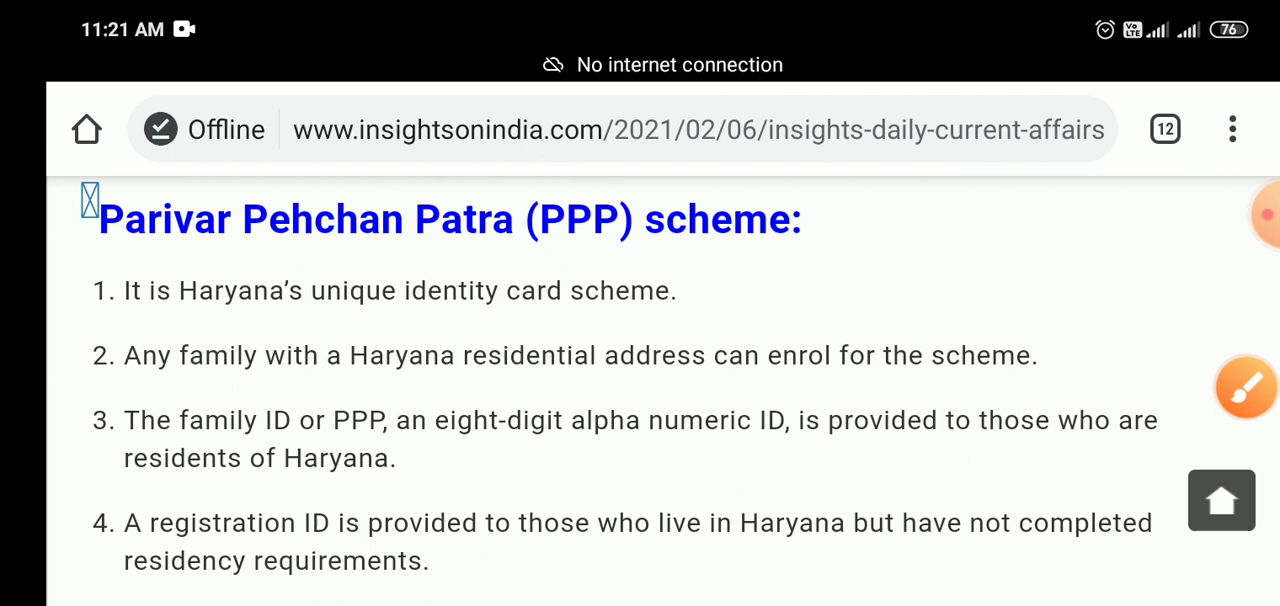 11:21 AM
VO LTE
76
No internet connection
Offline www.insightsonindia.com/2021/02/06/insights-daily-current-affairs
12
Parivar Pehchan Patra (PPP) scheme:
1. It is Haryana’s unique identity card scheme.
2. Any family with a Haryana residential address can enrol for the scheme.
3. The family ID or PPP, an eight-digit alpha numeric ID, is provided to those who are
residents of Haryana.
4. A registration ID is provided to those who live in Haryana but have not completed
residency requirements.